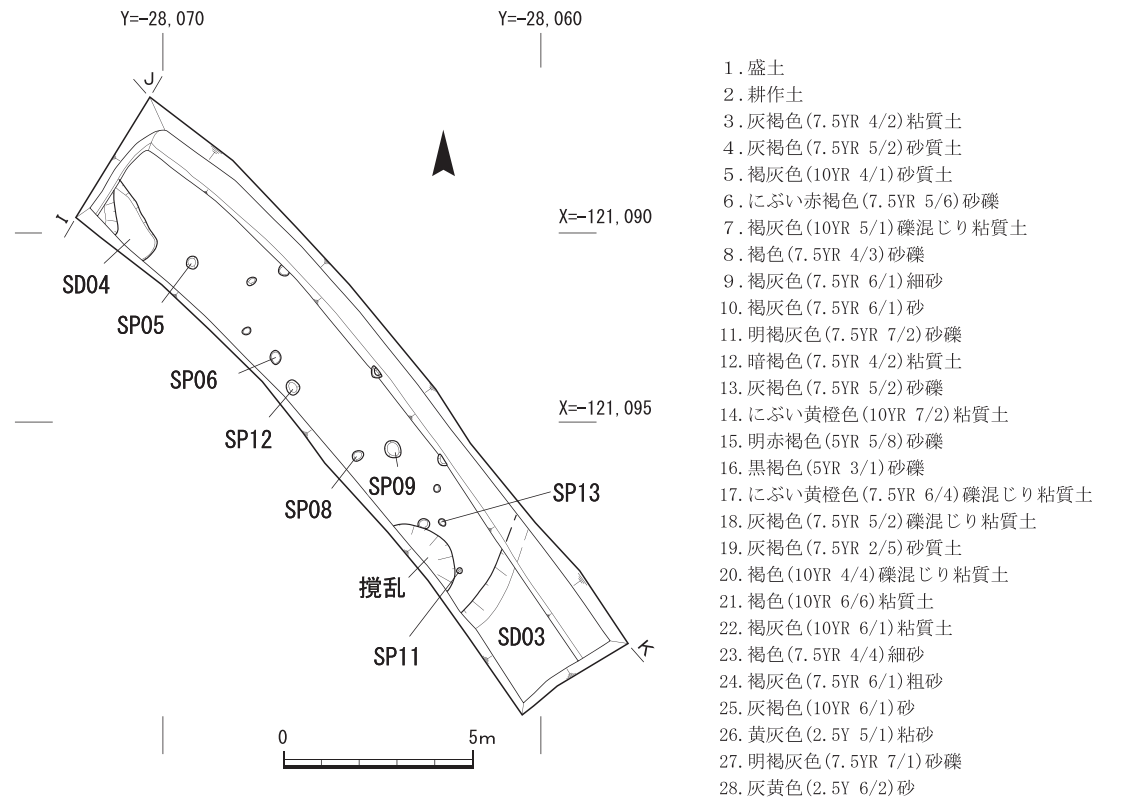 Y=-28,070
Y=-28,060
J
I
X=-121,090
SD04
SP05
SP06
X=-121,095
SP12
SP09
SP08
SP13
撹乱
SD03
SP11
K
0
5m
1.盛土
2.耕作土
3.灰褐色(7.5YR 4/2)粘質土
4.灰褐色(7.5YR 5/2)砂質土
5.褐灰色(10YR 4/1)砂質土
6.にぶい赤褐色(7.5YR 5/6)砂礫
7.褐灰色(10YR 5/1)礫混じり粘質土
8.褐色(7.5YR 4/3)砂礫
9.褐灰色(7.5YR 6/1)細砂
10.褐灰色(7.5YR 6/1)砂
11.明褐灰色(7.5YR 7/2)砂礫
12.暗褐色(7.5YR 4/2)粘質土
13.灰褐色(7.5YR 5/2)砂礫
14.にぶい黄橙色(10YR 7/2)粘質土
15.明赤褐色(5YR 5/8)砂礫
16.黒褐色(5YR 3/1)砂礫
17.にぶい黄橙色(7.5YR 6/4)礫混じり粘質土
18.灰褐色(7.5YR 5/2)礫混じり粘質土
19.灰褐色(7.5YR 2/5)砂質土
20.褐色(10YR 4/4)礫混じり粘質土
21.褐色(10YR 6/6)粘質土
22.褐灰色(10YR 6/1)粘質土
23.褐色(7.5YR 4/4)細砂
24.褐灰色(7.5YR 6/1)粗砂
25.灰褐色(10YR 6/1)砂
26.黄灰色(2.5Y 5/1)粘砂
27.明褐灰色(7.5YR 7/1)砂礫
28.灰黄色(2.5Y 6/2)砂